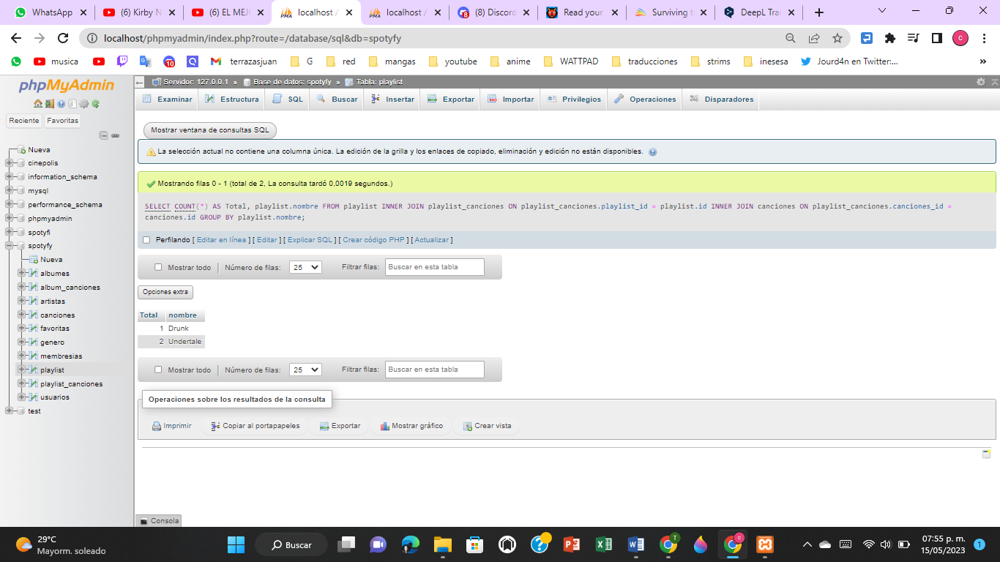 WhatsApp
(6) Kirby N
(6) EL MEJO
localhost /
localhost /
(8) Discord
Read your
Surviving t
DeepL Tra
localhost/phpmyadmin/index.php?route=/database/sql&db=spotyfy
c
musica
10
terrazasjuan
G
red
mangas
youtube
anime
WATTPAD
traducciones
strims
inesesa
Jourd4n en Twitter:...
»
phpMyAdmin
Reciente
Favoritas
Nueva
cinepolis
information_schema
mysql
performance_schema
phpmyadmin
spotyfi
spotyfy
Nueva
albumes
album_canciones
artistas
canciones
favoritas
genero
membresias
playlist
playlist_canciones
usuarios
test
Servidor: 127.0.0.1 » Base de datos: spotyfy » Tabla: playlist
Examinar
Estructura
SQL
Buscar
Insertar
Exportar
Importar
Privilegios
Operaciones
Disparadores
Mostrar ventana de consultas SQL
La selección actual no contiene una columna única. La edición de la grilla y los enlaces de copiado, eliminación y edición no están disponibles.
Mostrando filas 0 - 1 (total de 2, La consulta tardó 0,0019 segundos.)
SELECT COUNT(*) AS Total, playlist.nombre FROM playlist INNER JOIN playlist_canciones ON playlist_canciones.playlist_id = playlist.id INNER JOIN canciones ON playlist_canciones.canciones_id =
canciones.id GROUP BY playlist.nombre;
Perfilando [ Editar en línea ] [ Editar ] [ Explicar SQL ] [ Crear código PHP ] [ Actualizar ]
Mostrar todo | Número de filas: 25 Filtrar filas: Buscar en esta tabla
Opciones extra
Total nombre
1 Drunk
2 Undertale
Mostrar todo | Número de filas: 25 Filtrar filas: Buscar en esta tabla
Operaciones sobre los resultados de la consulta
Imprimir
Copiar al portapapeles
Exportar
Mostrar gráfico
Crear vista
Consola
29°C
Mayorm. soleado
Buscar
T
c
07:55 p. m.
15/05/2023
1